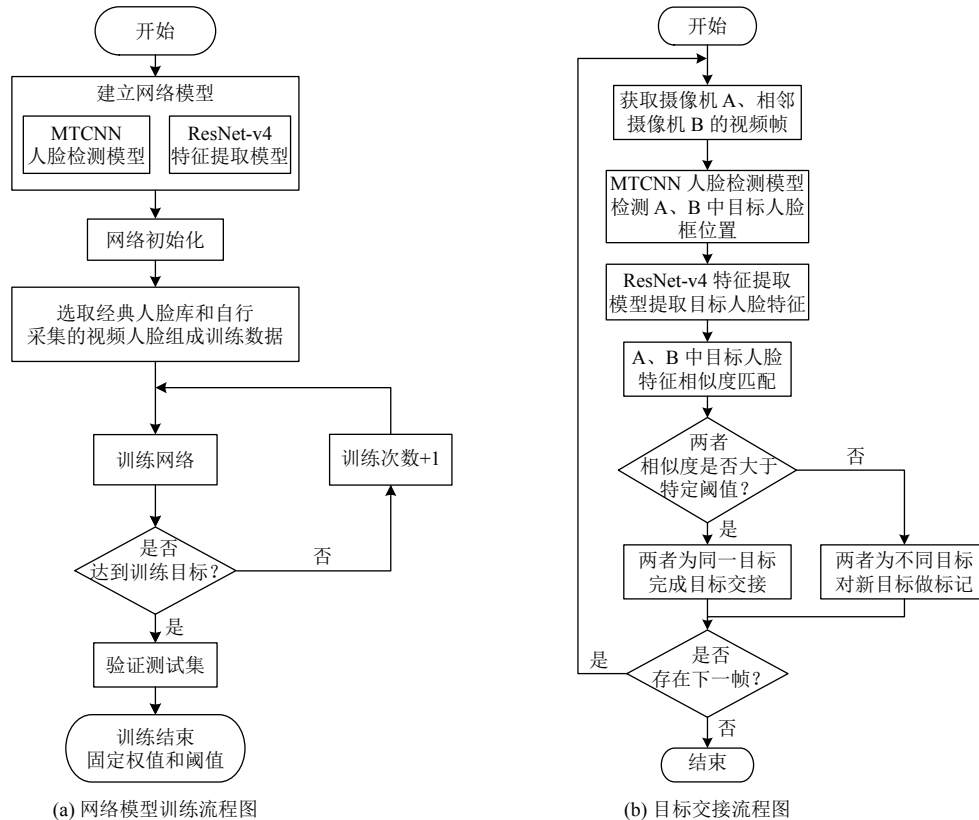 开始
建立网络模型
MTCNN
人脸检测模型
ResNet-v4
特征提取模型
网络初始化
选取经典人脸库和自行
采集的视频人脸组成训练数据
训练网络
训练次数+1
是否
达到训练目标？
否
是
验证测试集
训练结束
固定权值和阈值
(a) 网络模型训练流程图
开始
获取摄像机 A、相邻
摄像机 B 的视频帧
MTCNN 人脸检测模型
检测 A、B 中目标人脸
框位置
ResNet-v4 特征提取
模型提取目标人脸特征
A、B 中目标人脸
特征相似度匹配
两者
相似度是否大于
特定阈值？
否
是
两者为同一目标
完成目标交接
两者为不同目标
对新目标做标记
是否
存在下一帧？
是
否
结束
(b) 目标交接流程图